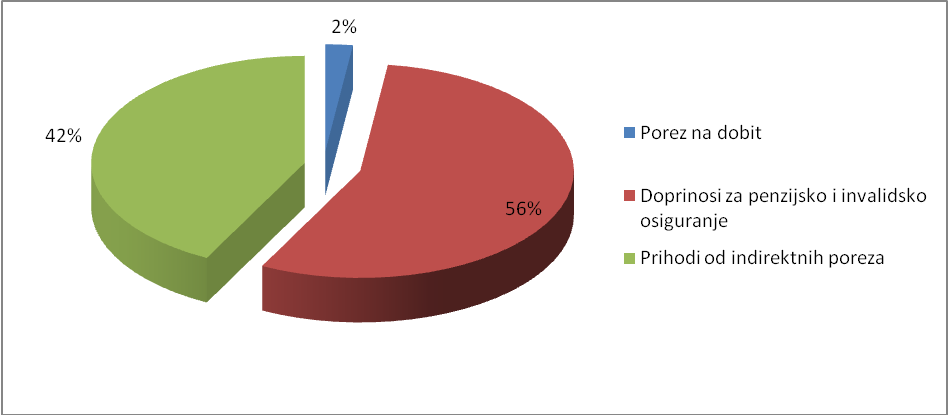 2%
42%
56%
Porez na dobit
Doprinosi za penzijsko i invalidsko
osiguranje
Prihodi od indirektnih poreza